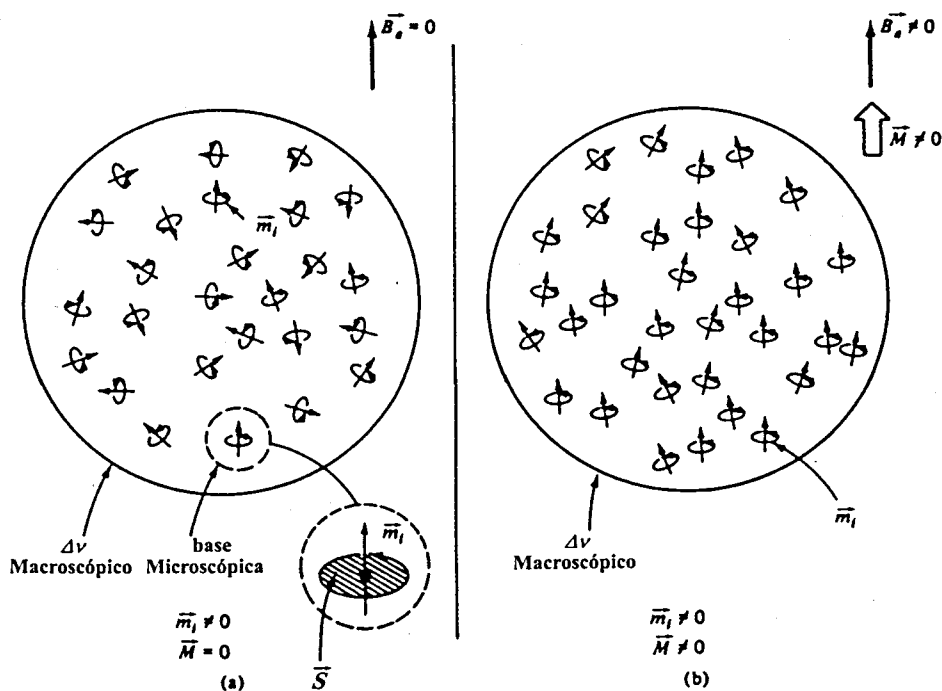 B⃗ₐ = 0
m⃗ᵢ
Δv
Macroscópico
base
Microscópica
m⃗ᵢ
S⃗
m⃗ᵢ ≠ 0
M⃗ = 0
(a)
B⃗ₐ ≠ 0
M⃗ ≠ 0
m⃗ᵢ
Δv
Macroscópico
m⃗ᵢ ≠ 0
M⃗ ≠ 0
(b)